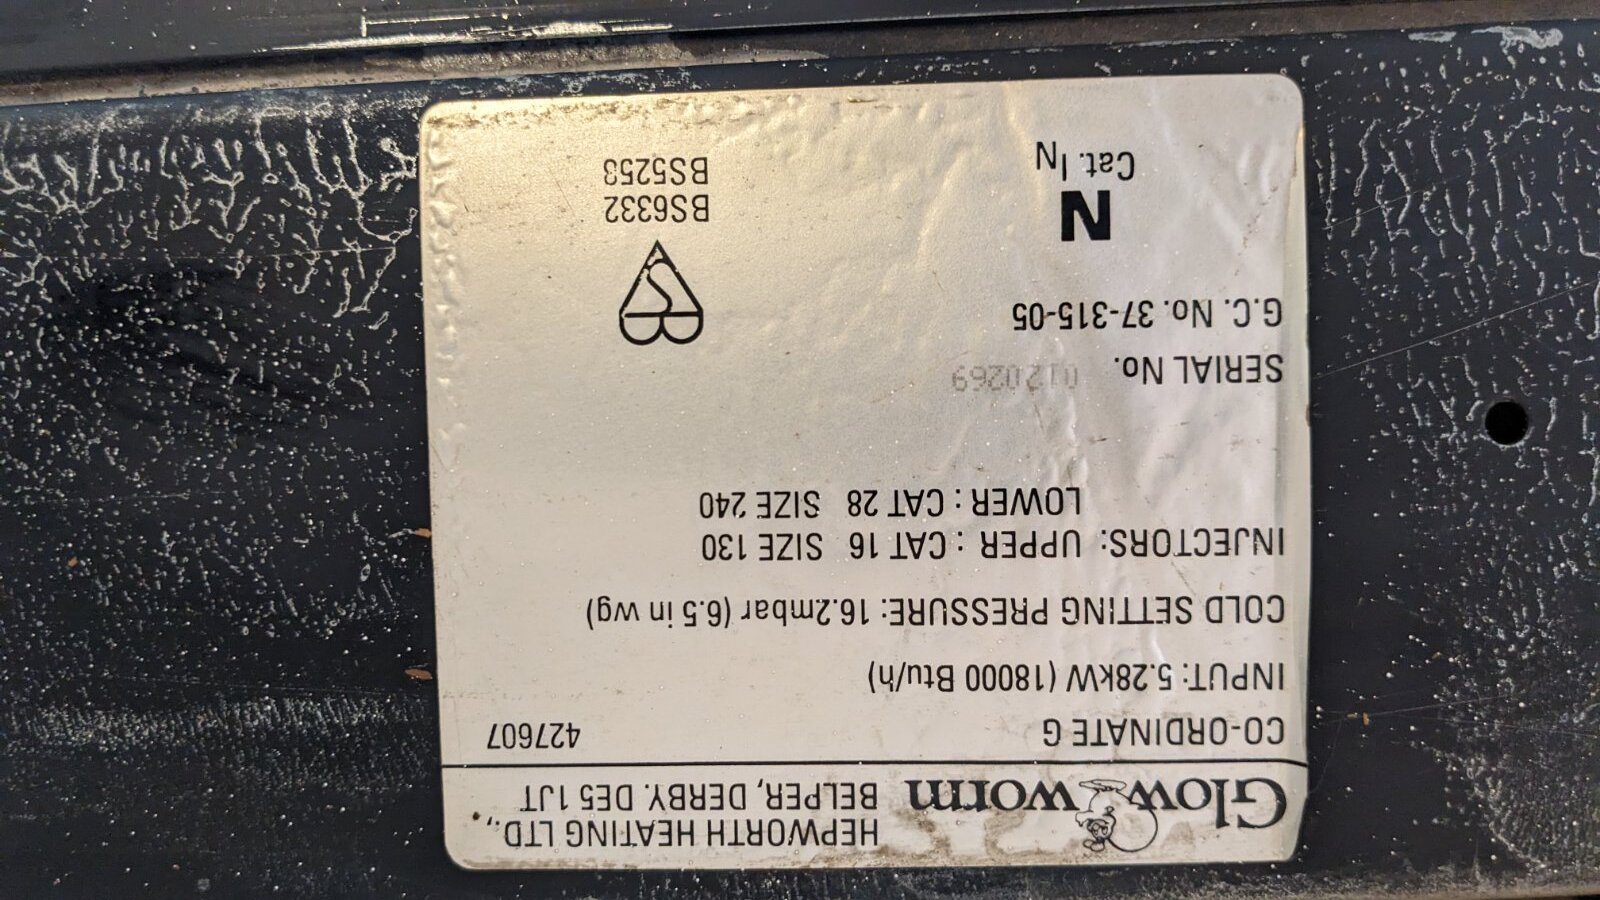 Glow worm
HEPWORTH HEATING LTD.,
BELPER, DERBY. DE5 1JT
CO-ORDINATE G 427607
INPUT: 5.28kW (18000 Btu/h)
COLD SETTING PRESSURE: 16.2mbar (6.5 in wg)
INJECTORS: UPPER : CAT 16 SIZE 130
LOWER : CAT 28 SIZE 240
SERIAL No. 0120269
G.C. No. 37-315-05
N
Cat. IN
BS6332
BS5258